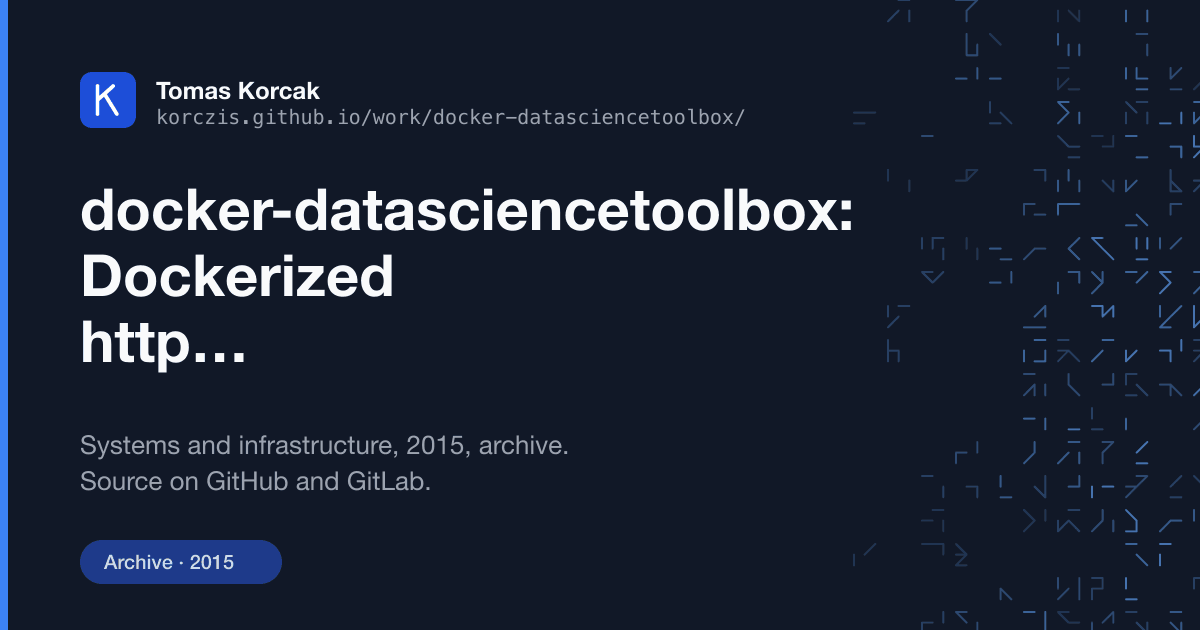 K
Tomas Korcak
korczis.github.io/work/docker-datasciencetoolbox/
docker-datasciencetoolbox:
Dockerized
http…
Systems and infrastructure, 2015, archive.
Source on GitHub and GitLab.
Archive · 2015